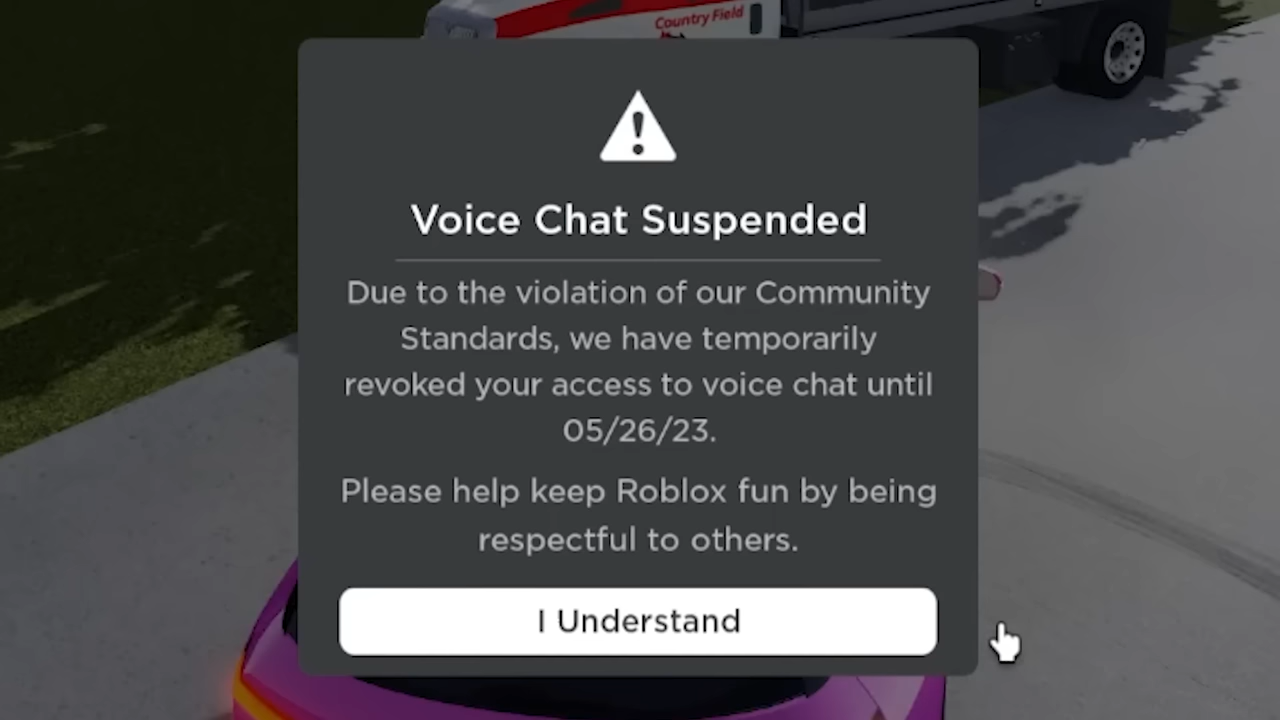 Country Field
Voice Chat Suspended
Due to the violation of our Community
Standards, we have temporarily
revoked your access to voice chat until
05/26/23.
Please help keep Roblox fun by being
respectful to others.
I Understand